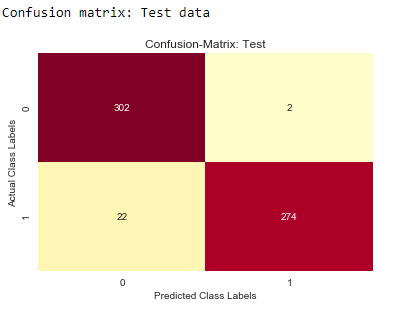 Confusion matrix: Test data
Confusion-Matrix: Test
Actual Class Labels
0
302
2
1
22
274
0
1
Predicted Class Labels